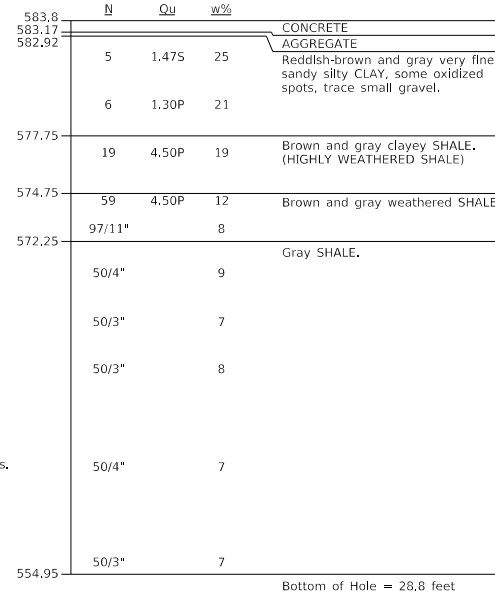 N Qu w%
583.8
583.17 CONCRETE
582.92 AGGREGATE
5 1.47S 25 Reddish-brown and gray very fine
sandy silty CLAY, some oxidized
spots, trace small gravel.
6 1.30P 21
577.75
19 4.50P 19 Brown and gray clayey SHALE.
(HIGHLY WEATHERED SHALE)
574.75
59 4.50P 12 Brown and gray weathered SHALE
97/11" 8
572.25
Gray SHALE.
50/4" 9
50/3" 7
50/3" 8
s. 50/4" 7
50/3" 7
554.95
Bottom of Hole = 28.8 feet